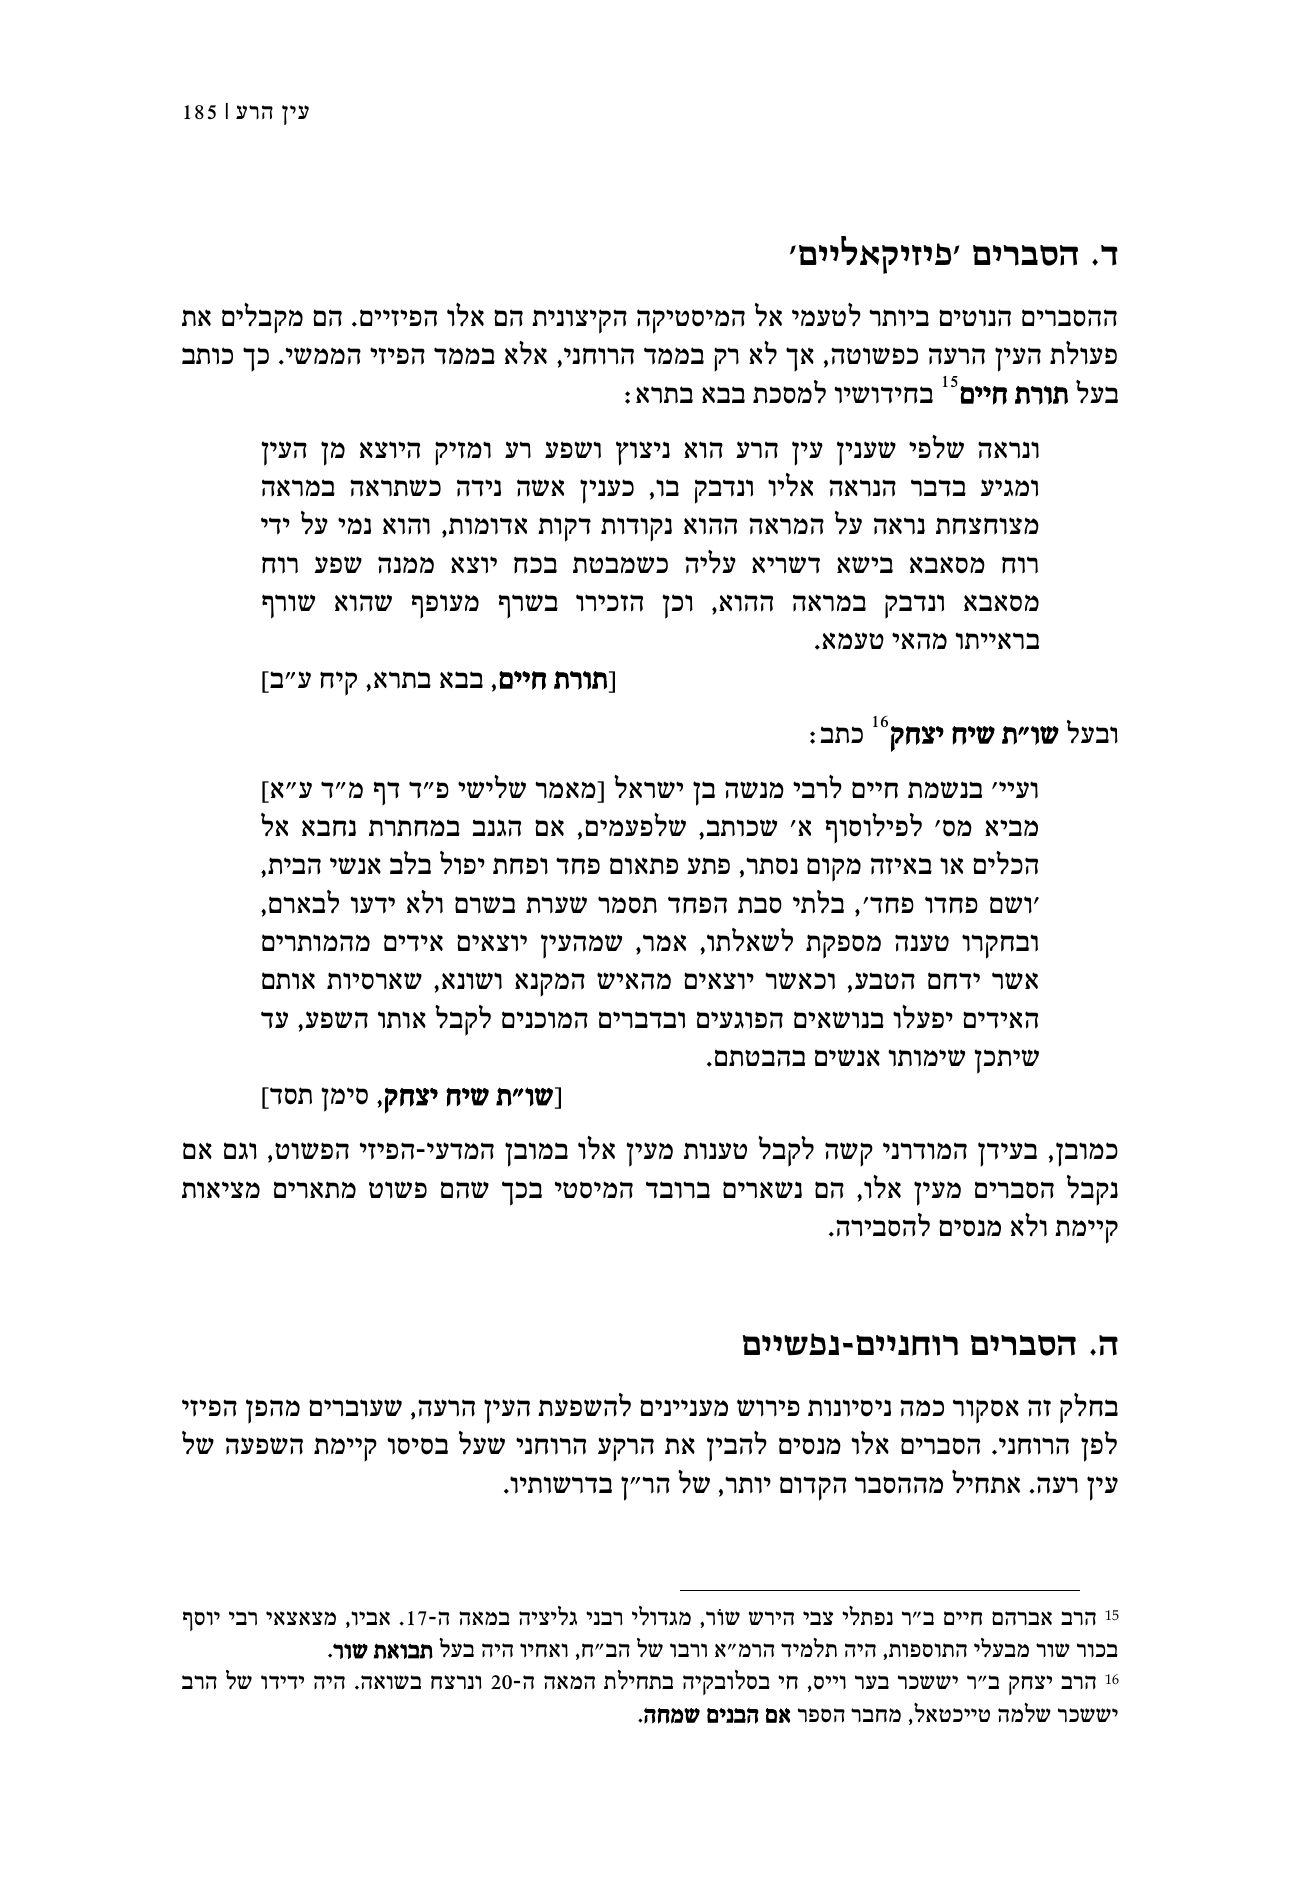 עין הרע | 185
ד. הסברים 'פיזיקאליים'
ההסברים הנוטים ביותר לטעמי אל המיסטיקה הקיצונית הם אלו הפיזיים. הם מקבלים את
פעולת העין הרעה כפשוטה, אך לא רק בממד הרוחני, אלא בממד הפיזי הממשי. כך כותב
בעל תורת חיים15 בחידושיו למסכת בבא בתרא:
ונראה שלפי שענין עין הרע הוא ניצוץ ושפע רע ומזיק היוצא מן העין
ומגיע בדבר הנראה אליו ונדבק בו, כענין אשה נידה כשתראה במראה
מצוחצחת נראה על המראה ההוא נקודות דקות אדומות, והוא נמי על ידי
רוח מסאבא בישא דשריא עליה כשמבטת בכח יוצא ממנה שפע רוח
מסאבא ונדבק במראה ההוא, וכן הזכירו בשרף מעופף שהוא שורף
בראייתו מהאי טעמא.
[תורת חיים, בבא בתרא, קיח ע"ב]
ובעל שו"ת שיח יצחק16 כתב:
ועיי' בנשמת חיים לרבי מנשה בן ישראל [מאמר שלישי פ"ד דף מ"ד ע"א]
מביא מס' לפילוסוף א' שכותב, שלפעמים, אם הגנב במחתרת נחבא אל
הכלים או באיזה מקום נסתר, פתע פתאום פחד ופחת יפול בלב אנשי הבית,
'ושם פחדו פחד', בלתי סבת הפחד תסמר שערת בשרם ולא ידעו לבארם,
ובחקרו טענה מספקת לשאלתו, אמר, שמהעין יוצאים אידים מהמותרים
אשר ידחם הטבע, וכאשר יוצאים מהאיש המקנא ושונא, שארסיות אותם
האידים יפעלו בנושאים הפוגעים ובדברים המוכנים לקבל אותו השפע, עד
שיתכן שימותו אנשים בהבטתם.
[שו"ת שיח יצחק, סימן תסד]
כמובן, בעידן המודרני קשה לקבל טענות מעין אלו במובן המדעי-הפיזי הפשוט, וגם אם
נקבל הסברים מעין אלו, הם נשארים ברובד המיסטי בכך שהם פשוט מתארים מציאות
קיימת ולא מנסים להסבירה.
ה. הסברים רוחניים-נפשיים
בחלק זה אסקור כמה ניסיונות פירוש מעניינים להשפעת העין הרעה, שעוברים מהפן הפיזי
לפן הרוחני. הסברים אלו מנסים להבין את הרקע הרוחני שעל בסיסו קיימת השפעה של
עין רעה. אתחיל מההסבר הקדום יותר, של הר"ן בדרשותיו.
15 הרב אברהם חיים ב"ר נפתלי צבי הירש שוֹר, מגדולי רבני גליציה במאה ה-17. אביו, מצאצאי רבי יוסף
בכור שור מבעלי התוספות, היה תלמיד הרמ"א ורבו של הב"ח, ואחיו היה בעל תבואת שור.
16 הרב יצחק ב"ר יששכר בער וייס, חי בסלובקיה בתחילת המאה ה-20 ונרצח בשואה. היה ידידו של הרב
יששכר שלמה טייכטאל, מחבר הספר אם הבנים שמחה.